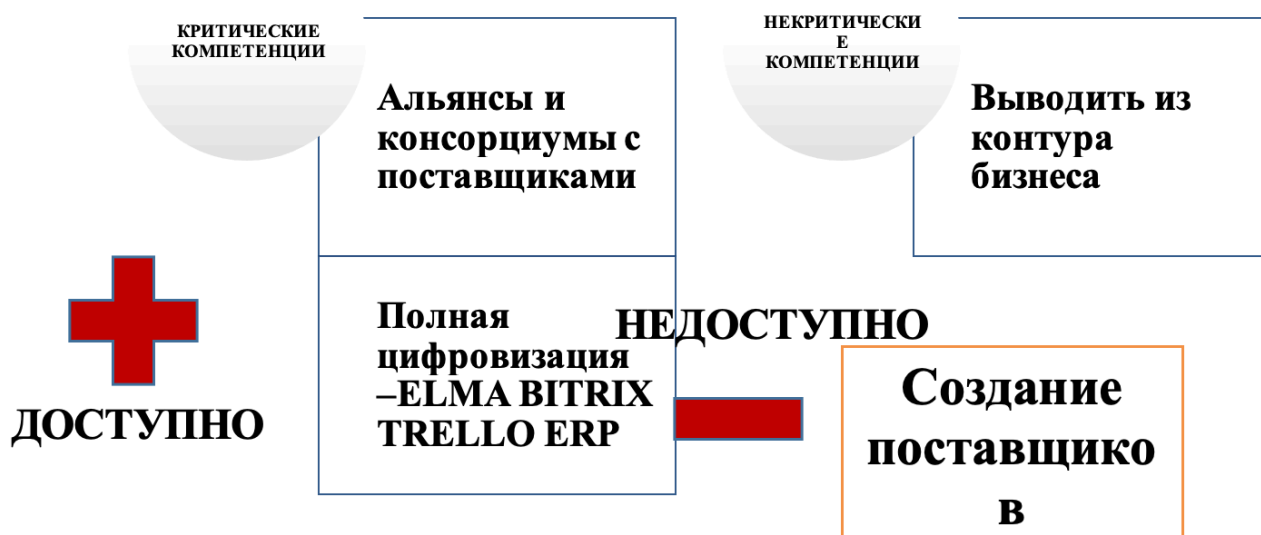 КРИТИЧЕСКИЕ
КОМПЕТЕНЦИИ
Альянсы и
консорциумы с
поставщиками
Полная
цифровизация
–ELMA BITRIX
TRELLO ERP
ДОСТУПНО
НЕКРИТИЧЕСКИ
Е
КОМПЕТЕНЦИИ
Выводить из
контура
бизнеса
НЕДОСТУПНО
Создание
поставщико
в